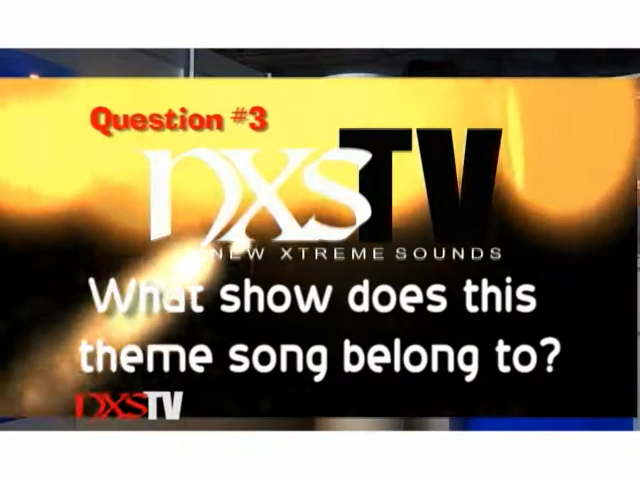 Question #3
nxsTV
NEW XTREME SOUNDS
What show does this
theme song belong to?
nxsTV